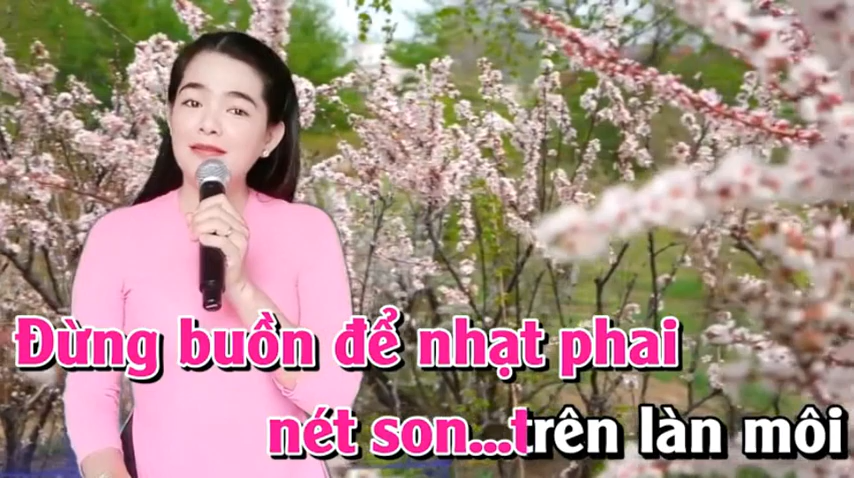 Đừng buồn để nhạt phai
nét son...trên làn môi